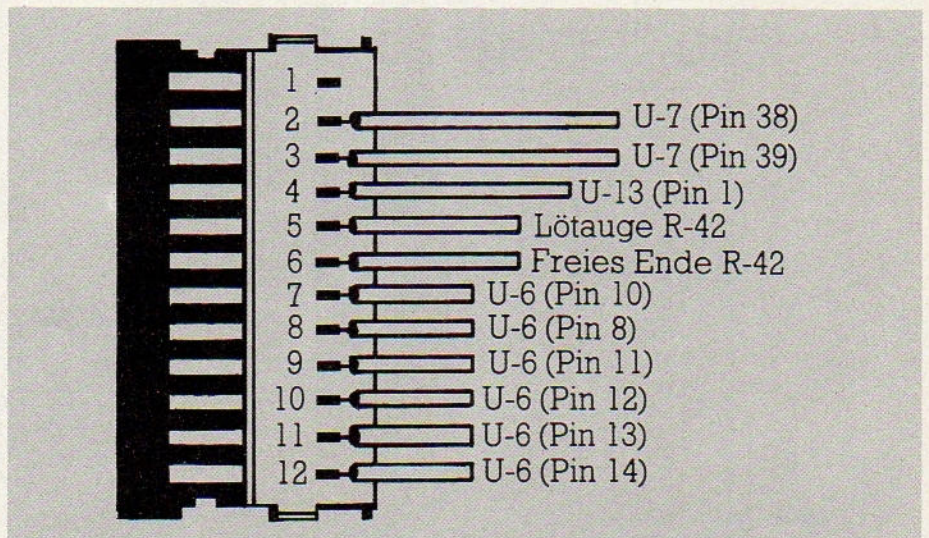 1
2 U-7 (Pin 38)
3 U-7 (Pin 39)
4 U-13 (Pin 1)
5 Lötauge R-42
6 Freies Ende R-42
7 U-6 (Pin 10)
8 U-6 (Pin 8)
9 U-6 (Pin 11)
10 U-6 (Pin 12)
11 U-6 (Pin 13)
12 U-6 (Pin 14)